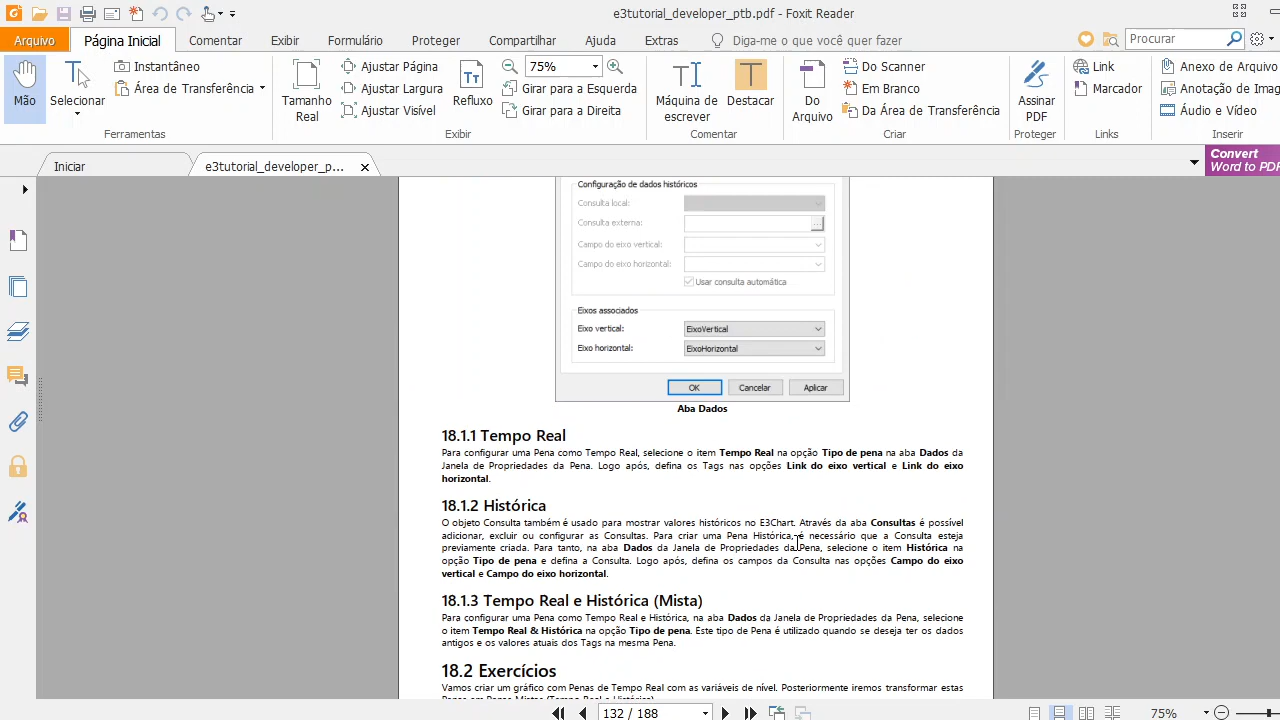 e3tutorial_developer_ptb.pdf - Foxit Reader
Arquivo Página Inicial Comentar Exibir Formulário Proteger Compartilhar Ajuda Extras Diga-me o que você quer fazer Procurar
Mão
Selecionar
Instantâneo
Área de Transferência
Ferramentas
Tamanho Real
Ajustar Página
Ajustar Largura
Ajustar Visível
Refluxo
75%
Girar para a Esquerda
Girar para a Direita
Exibir
Máquina de escrever
Destacar
Comentar
Do Arquivo
Do Scanner
Em Branco
Da Área de Transferência
Criar
Assinar PDF
Proteger
Link
Marcador
Links
Anexo de Arquivo
Anotação de Imag
Áudio e Vídeo
Inserir
Iniciar e3tutorial_developer_p...
Convert
Word to PDF
Configuração de dados históricos
Consulta local:
Consulta externa:
Campo do eixo vertical:
Campo do eixo horizontal:
Usar consulta automática
Eixos associados
Eixo vertical: EixoVertical
Eixo horizontal: EixoHorizontal
OK Cancelar Aplicar
Aba Dados
18.1.1 Tempo Real
Para configurar uma Pena como Tempo Real, selecione o item Tempo Real na opção Tipo de pena na aba Dados da
Janela de Propriedades da Pena. Logo após, defina os Tags nas opções Link do eixo vertical e Link do eixo
horizontal.
18.1.2 Histórica
O objeto Consulta também é usado para mostrar valores históricos no E3Chart. Através da aba Consultas é possível
adicionar, excluir ou configurar as Consultas. Para criar uma Pena Histórica, é necessário que a Consulta esteja
previamente criada. Para tanto, na aba Dados da Janela de Propriedades da Pena, selecione o item Histórica na
opção Tipo de pena e defina a Consulta. Logo após, defina os campos da Consulta nas opções Campo do eixo
vertical e Campo do eixo horizontal.
18.1.3 Tempo Real e Histórica (Mista)
Para configurar uma Pena como Tempo Real e Histórica, na aba Dados da Janela de Propriedades da Pena, selecione
o item Tempo Real & Histórica na opção Tipo de pena. Este tipo de Pena é utilizado quando se deseja ter os dados
antigos e os valores atuais dos Tags na mesma Pena.
18.2 Exercícios
Vamos criar um gráfico com Penas de Tempo Real com as variáveis de nível. Posteriormente iremos transformar estas
132 / 188 75%